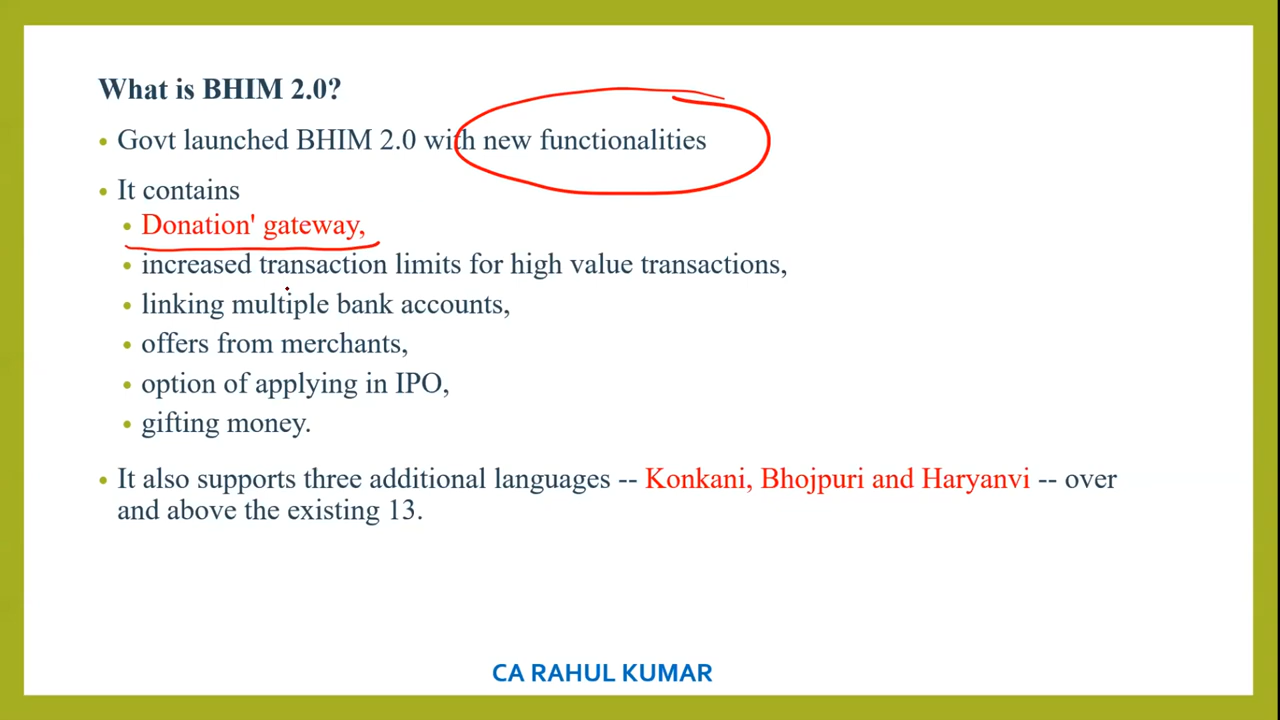 What is BHIM 2.0?
• Govt launched BHIM 2.0 with new functionalities
• It contains
• Donation' gateway,
• increased transaction limits for high value transactions,
• linking multiple bank accounts,
• offers from merchants,
• option of applying in IPO,
• gifting money.
• It also supports three additional languages -- Konkani, Bhojpuri and Haryanvi -- over
and above the existing 13.
CA RAHUL KUMAR